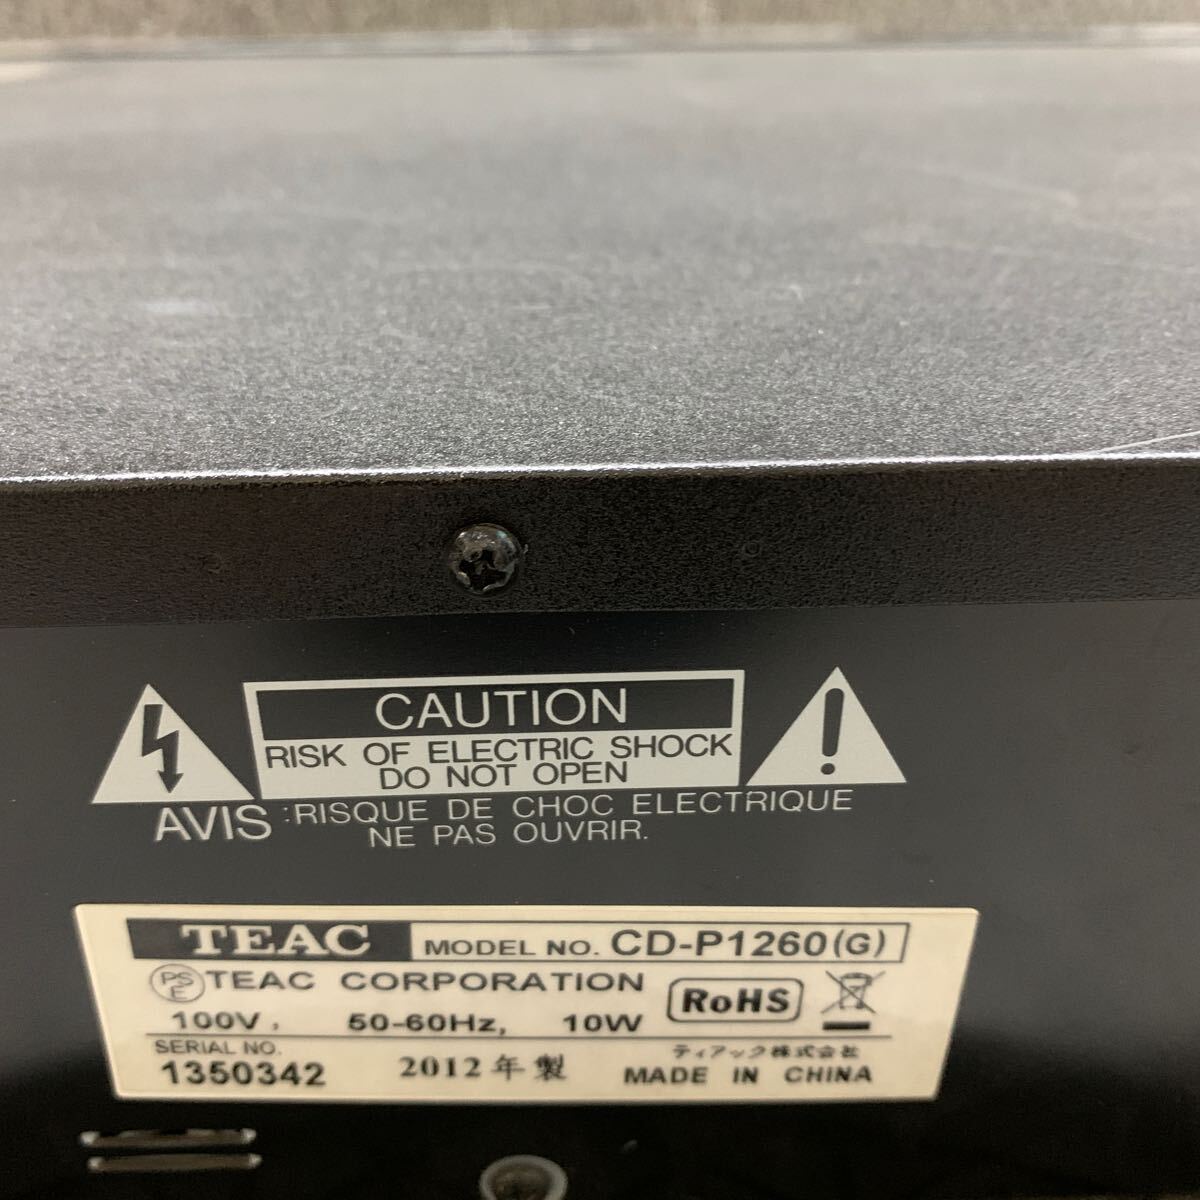 CAUTION
RISK OF ELECTRIC SHOCK
DO NOT OPEN
AVIS :RISQUE DE CHOC ELECTRIQUE
NE PAS OUVRIR.
TEAC MODEL NO. CD-P1260(G)
PSE TEAC CORPORATION RoHS
100V, 50-60Hz, 10W
SERIAL NO. ティアック株式会社
1350342 2012年製 MADE IN CHINA